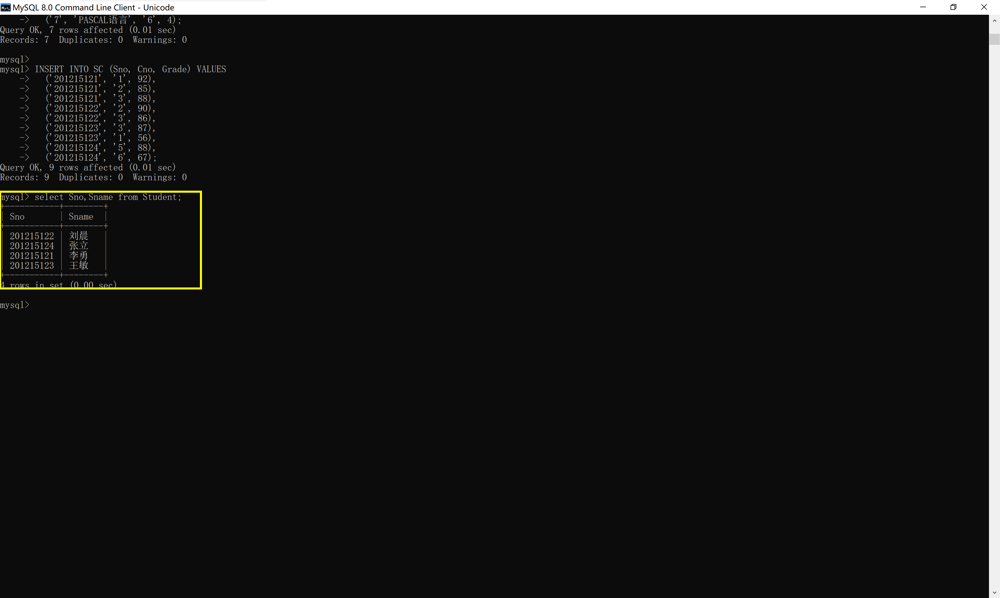 MySQL 8.0 Command Line Client - Unicode
    ->   ('7', 'PASCAL语言', '6', 4);
Query OK, 7 rows affected (0.01 sec)
Records: 7  Duplicates: 0  Warnings: 0
mysql>
mysql> INSERT INTO SC (Sno, Cno, Grade) VALUES
    ->   ('201215121', '1', 92),
    ->   ('201215121', '2', 85),
    ->   ('201215121', '3', 88),
    ->   ('201215122', '2', 90),
    ->   ('201215122', '3', 86),
    ->   ('201215123', '3', 87),
    ->   ('201215123', '1', 56),
    ->   ('201215124', '5', 88),
    ->   ('201215124', '6', 67);
Query OK, 9 rows affected (0.01 sec)
Records: 9  Duplicates: 0  Warnings: 0
mysql> select Sno,Sname from Student;
+-----------+--------+
| Sno       | Sname  |
+-----------+--------+
| 201215122 | 刘晨   |
| 201215124 | 张立   |
| 201215121 | 李勇   |
| 201215123 | 王敏   |
+-----------+--------+
4 rows in set (0.00 sec)
mysql>